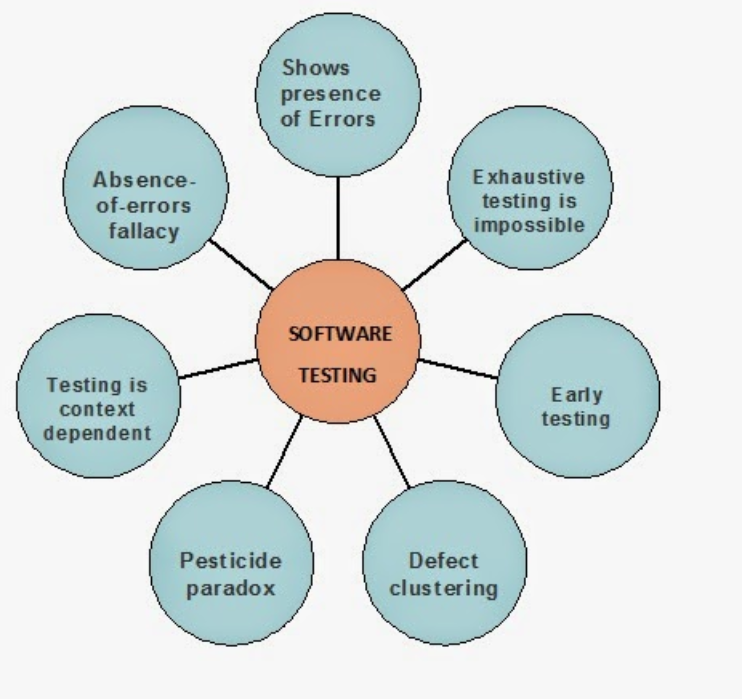 Shows
presence
of Errors
Exhaustive
testing is
impossible
Early
testing
Defect
clustering
Pesticide
paradox
Testing is
context
dependent
Absence-
of-errors
fallacy
SOFTWARE
TESTING